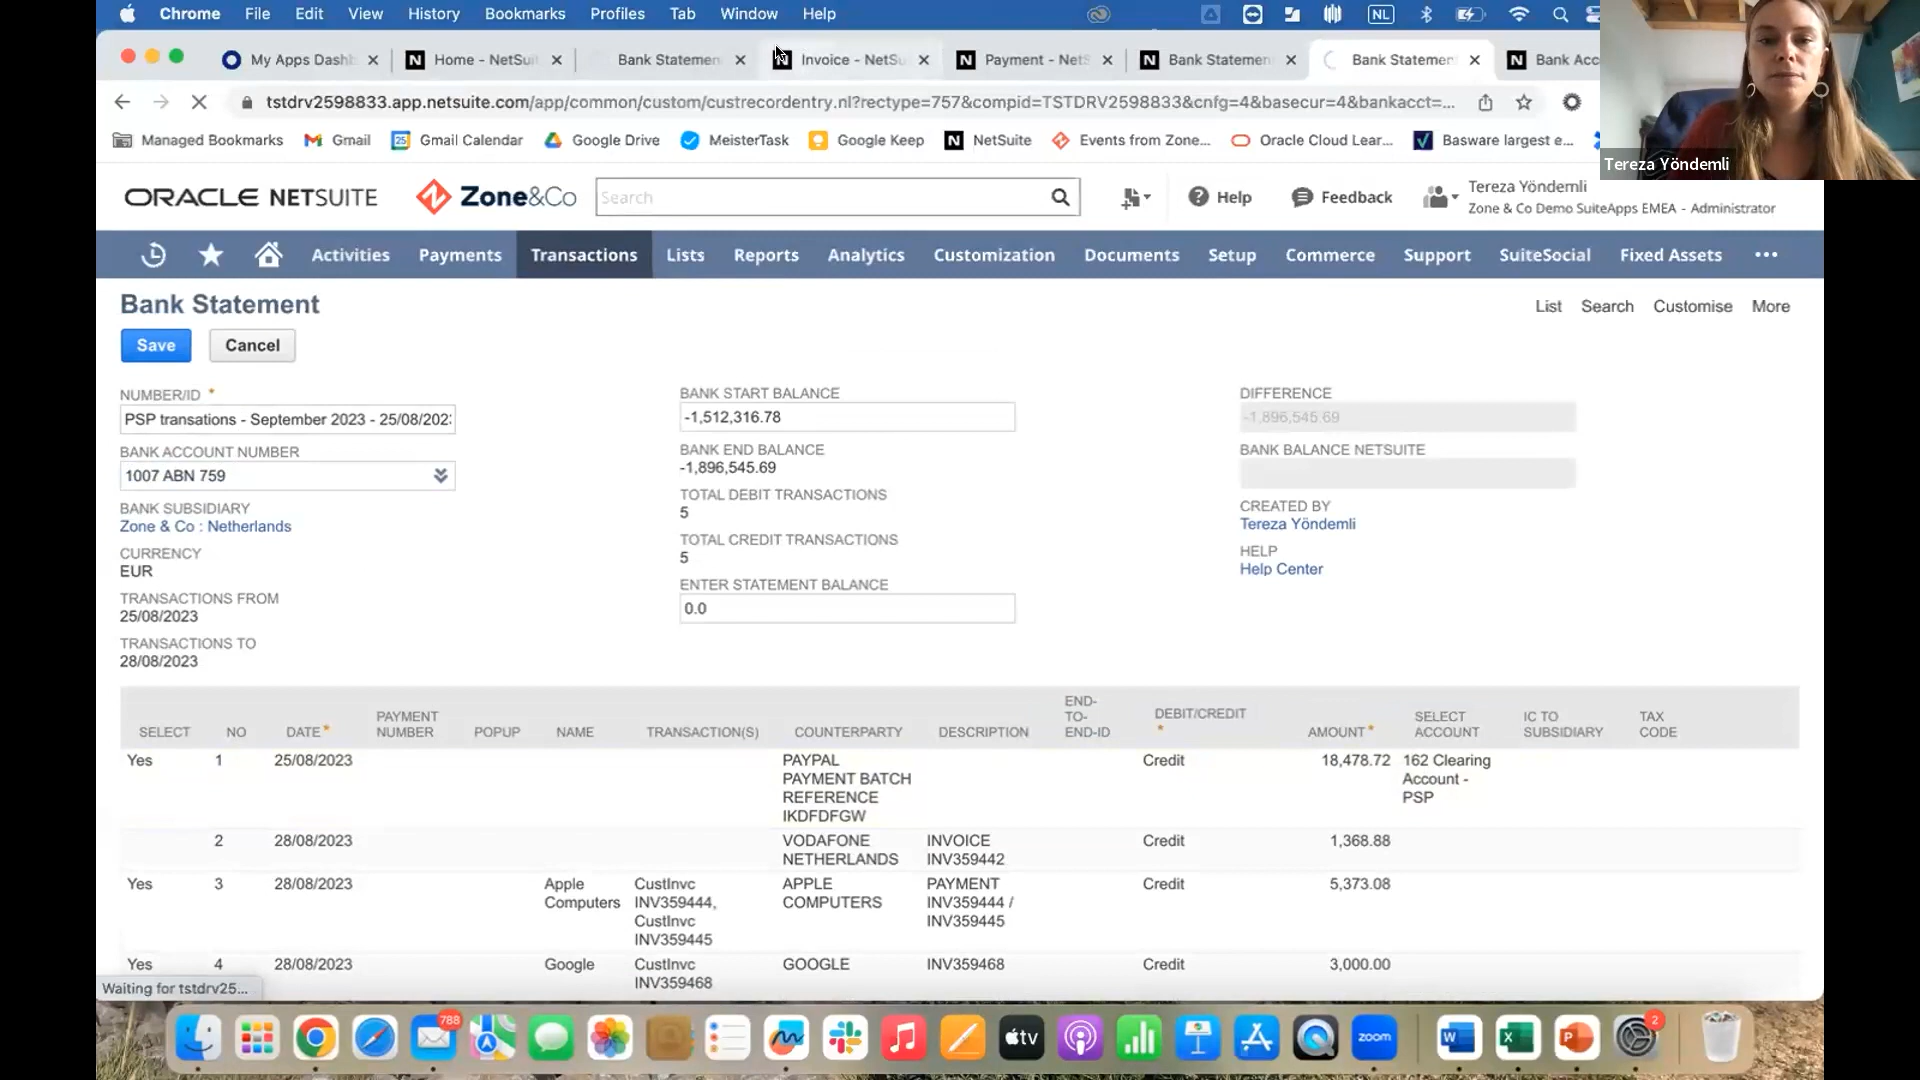 Chrome File Edit View History Bookmarks Profiles Tab Window Help NL
My Apps Dash Home - NetSui Bank Statemen Invoice - NetSu Payment - NetS Bank Statemen Bank Statemen Bank Acc
tstdrv2598833.app.netsuite.com/app/common/custom/custrecordentry.nl?rectype=757&compid=TSTDRV2598833&cnfg=4&basecur=4&bankacct=...
Managed Bookmarks Gmail Gmail Calendar Google Drive MeisterTask Google Keep NetSuite Events from Zone... Oracle Cloud Lear... Basware largest e...
Tereza Yöndemli
ORACLE NETSUITE Zone&Co Search Help Feedback Tereza Yöndemli
Zone & Co Demo SuiteApps EMEA - Administrator
Activities Payments Transactions Lists Reports Analytics Customization Documents Setup Commerce Support SuiteSocial Fixed Assets
Bank Statement
List Search Customise More
Save Cancel
NUMBER/ID *
PSP transations - September 2023 - 25/08/202
BANK ACCOUNT NUMBER
1007 ABN 759
BANK SUBSIDIARY
Zone & Co : Netherlands
CURRENCY
EUR
TRANSACTIONS FROM
25/08/2023
TRANSACTIONS TO
28/08/2023
BANK START BALANCE
-1,512,316.78
BANK END BALANCE
-1,896,545.69
TOTAL DEBIT TRANSACTIONS
5
TOTAL CREDIT TRANSACTIONS
5
ENTER STATEMENT BALANCE
0.0
DIFFERENCE
-1,896,545.69
BANK BALANCE NETSUITE
CREATED BY
Tereza Yöndemli
HELP
Help Center
SELECT NO DATE * PAYMENT NUMBER POPUP NAME TRANSACTION(S) COUNTERPARTY DESCRIPTION END-TO-END-ID DEBIT/CREDIT * AMOUNT * SELECT ACCOUNT IC TO SUBSIDIARY TAX CODE
Yes 1 25/08/2023 PAYPAL PAYMENT BATCH REFERENCE IKDFDFGW Credit 18,478.72 162 Clearing Account - PSP
2 28/08/2023 VODAFONE NETHERLANDS INVOICE INV359442 Credit 1,368.88
Yes 3 28/08/2023 Apple Computers CustInvc INV359444, CustInvc INV359445 APPLE COMPUTERS PAYMENT INV359444 / INV359445 Credit 5,373.08
Yes 4 28/08/2023 Google CustInvc INV359468 GOOGLE INV359468 Credit 3,000.00
Waiting for tstdrv25...
788 tv zoom W X P 2